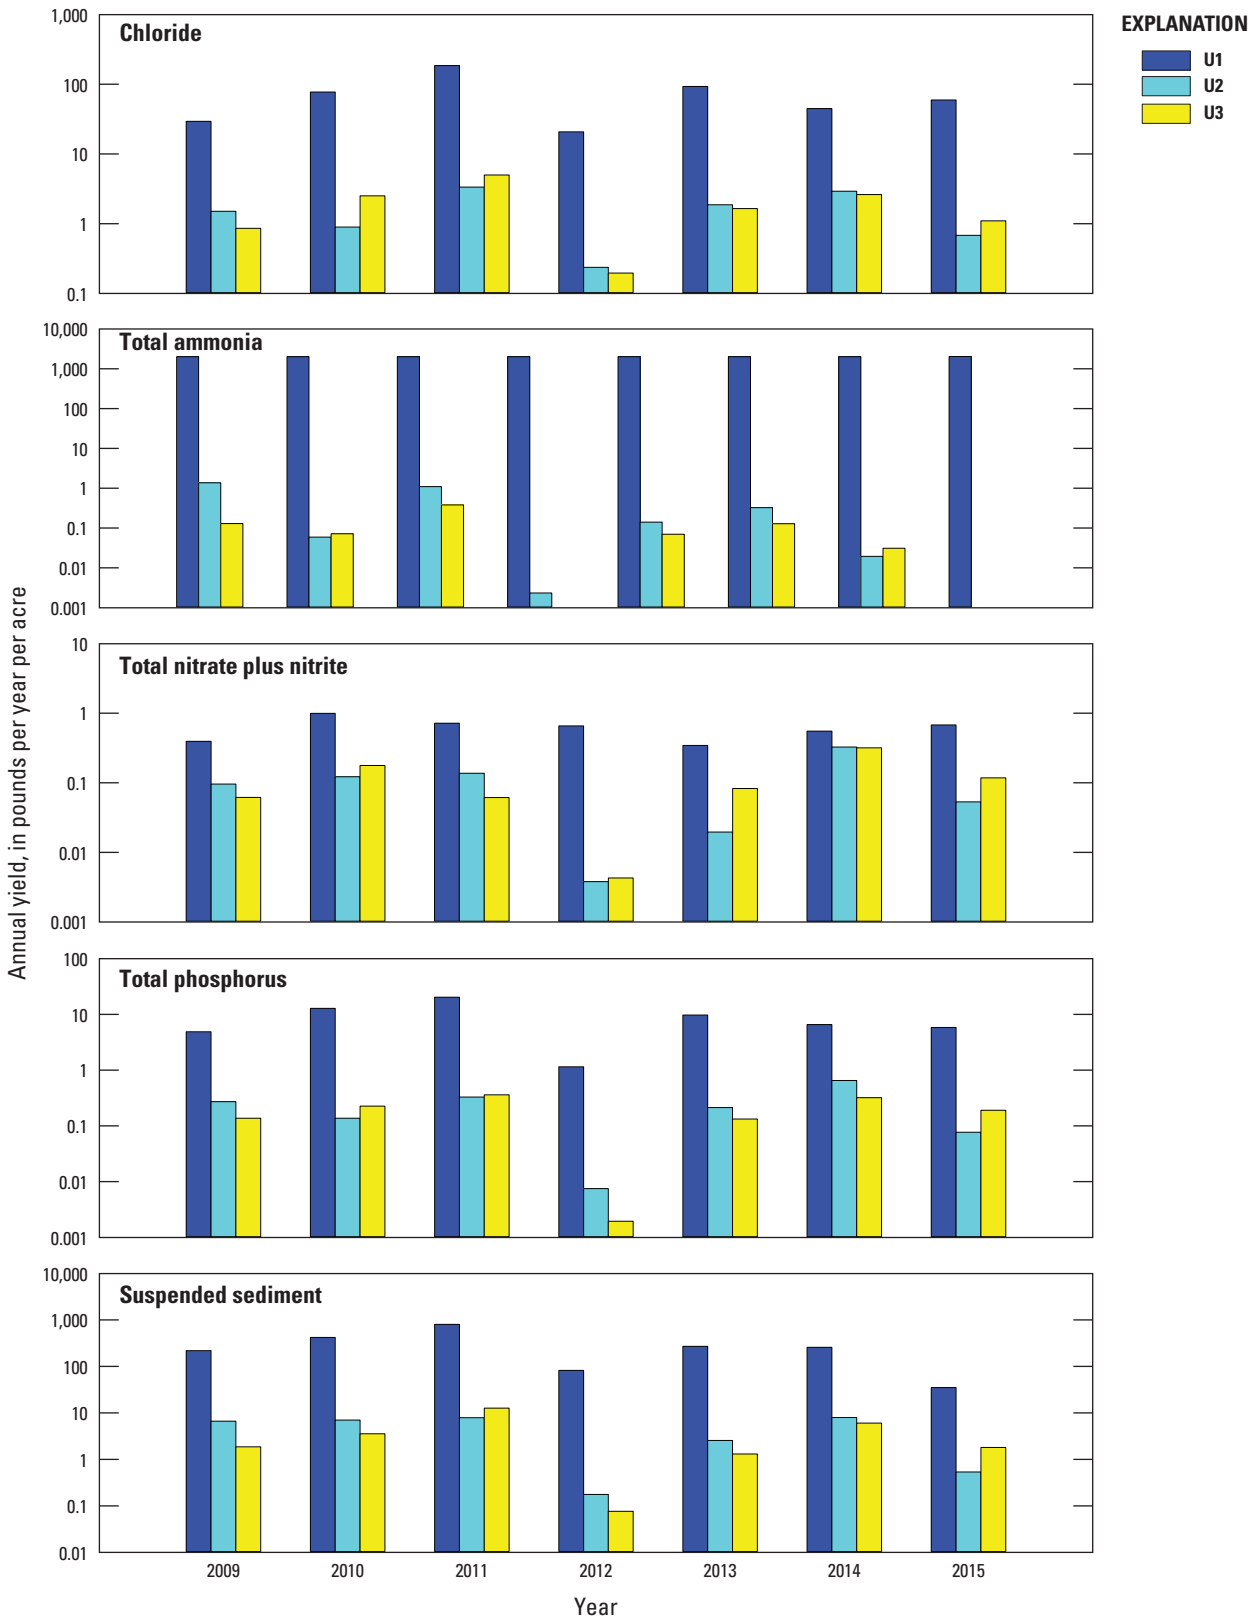 EXPLANATION
U1
U2
U3
Annual yield, in pounds per year per acre
Chloride
1,000
100
10
1
0.1
Total ammonia
10,000
1,000
100
10
1
0.1
0.01
0.001
Total nitrate plus nitrite
10
1
0.1
0.01
0.001
Total phosphorus
100
10
1
0.1
0.01
0.001
Suspended sediment
10,000
1,000
100
10
1
0.1
0.01
2009 2010 2011 2012 2013 2014 2015
Year